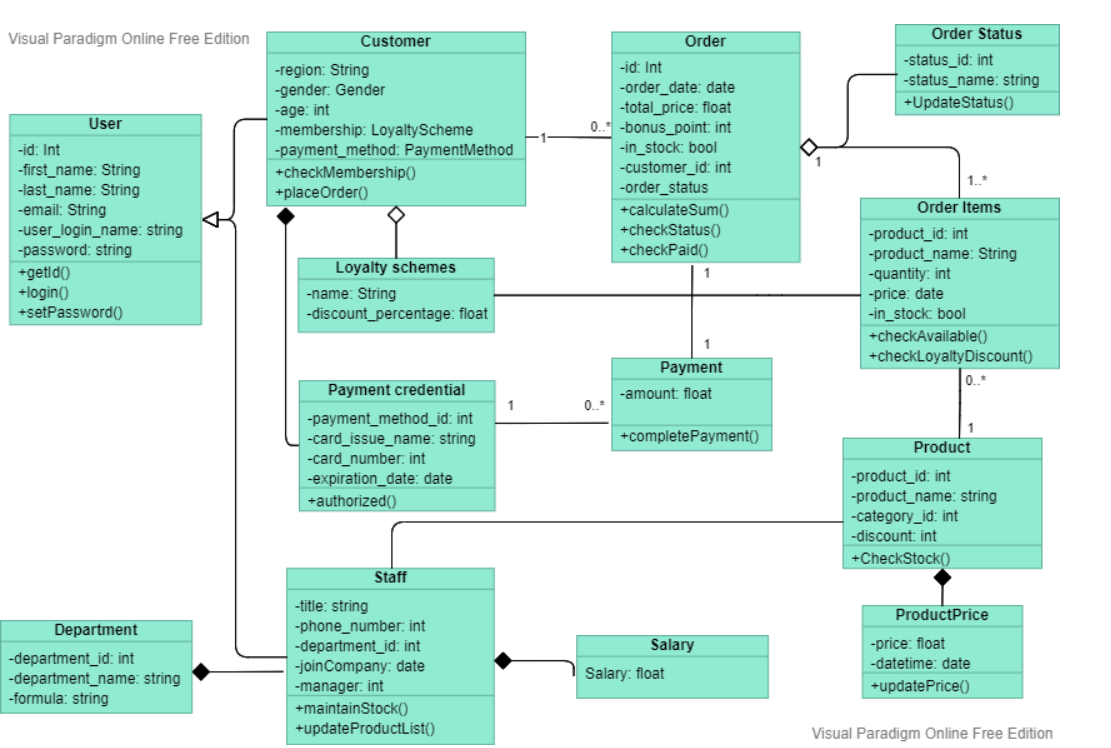 Visual Paradigm Online Free Edition
Customer
-region: String
-gender: Gender
-age: int
-membership: LoyaltyScheme
-payment_method: PaymentMethod
+checkMembership()
+placeOrder()
Order
-id: Int
-order_date: date
-total_price: float
-bonus_point: int
-in_stock: bool
-customer_id: int
-order_status
+calculateSum()
+checkStatus()
+checkPaid()
Order Status
-status_id: int
-status_name: string
+UpdateStatus()
User
-id: Int
-first_name: String
-last_name: String
-email: String
-user_login_name: string
-password: string
+getId()
+login()
+setPassword()
1
0..*
1
1..*
Loyalty schemes
-name: String
-discount_percentage: float
Order Items
-product_id: int
-product_name: String
-quantity: int
-price: date
-in_stock: bool
+checkAvailable()
+checkLoyaltyDiscount()
1
1
Payment credential
-payment_method_id: int
-card_issue_name: string
-card_number: int
-expiration_date: date
+authorized()
1
0..*
Payment
-amount: float
+completePayment()
0..*
1
Product
-product_id: int
-product_name: string
-category_id: int
-discount: int
+CheckStock()
Staff
-title: string
-phone_number: int
-department_id: int
-joinCompany: date
-manager: int
+maintainStock()
+updateProductList()
Department
-department_id: int
-department_name: string
-formula: string
Salary
Salary: float
ProductPrice
-price: float
-datetime: date
+updatePrice()
Visual Paradigm Online Free Edition